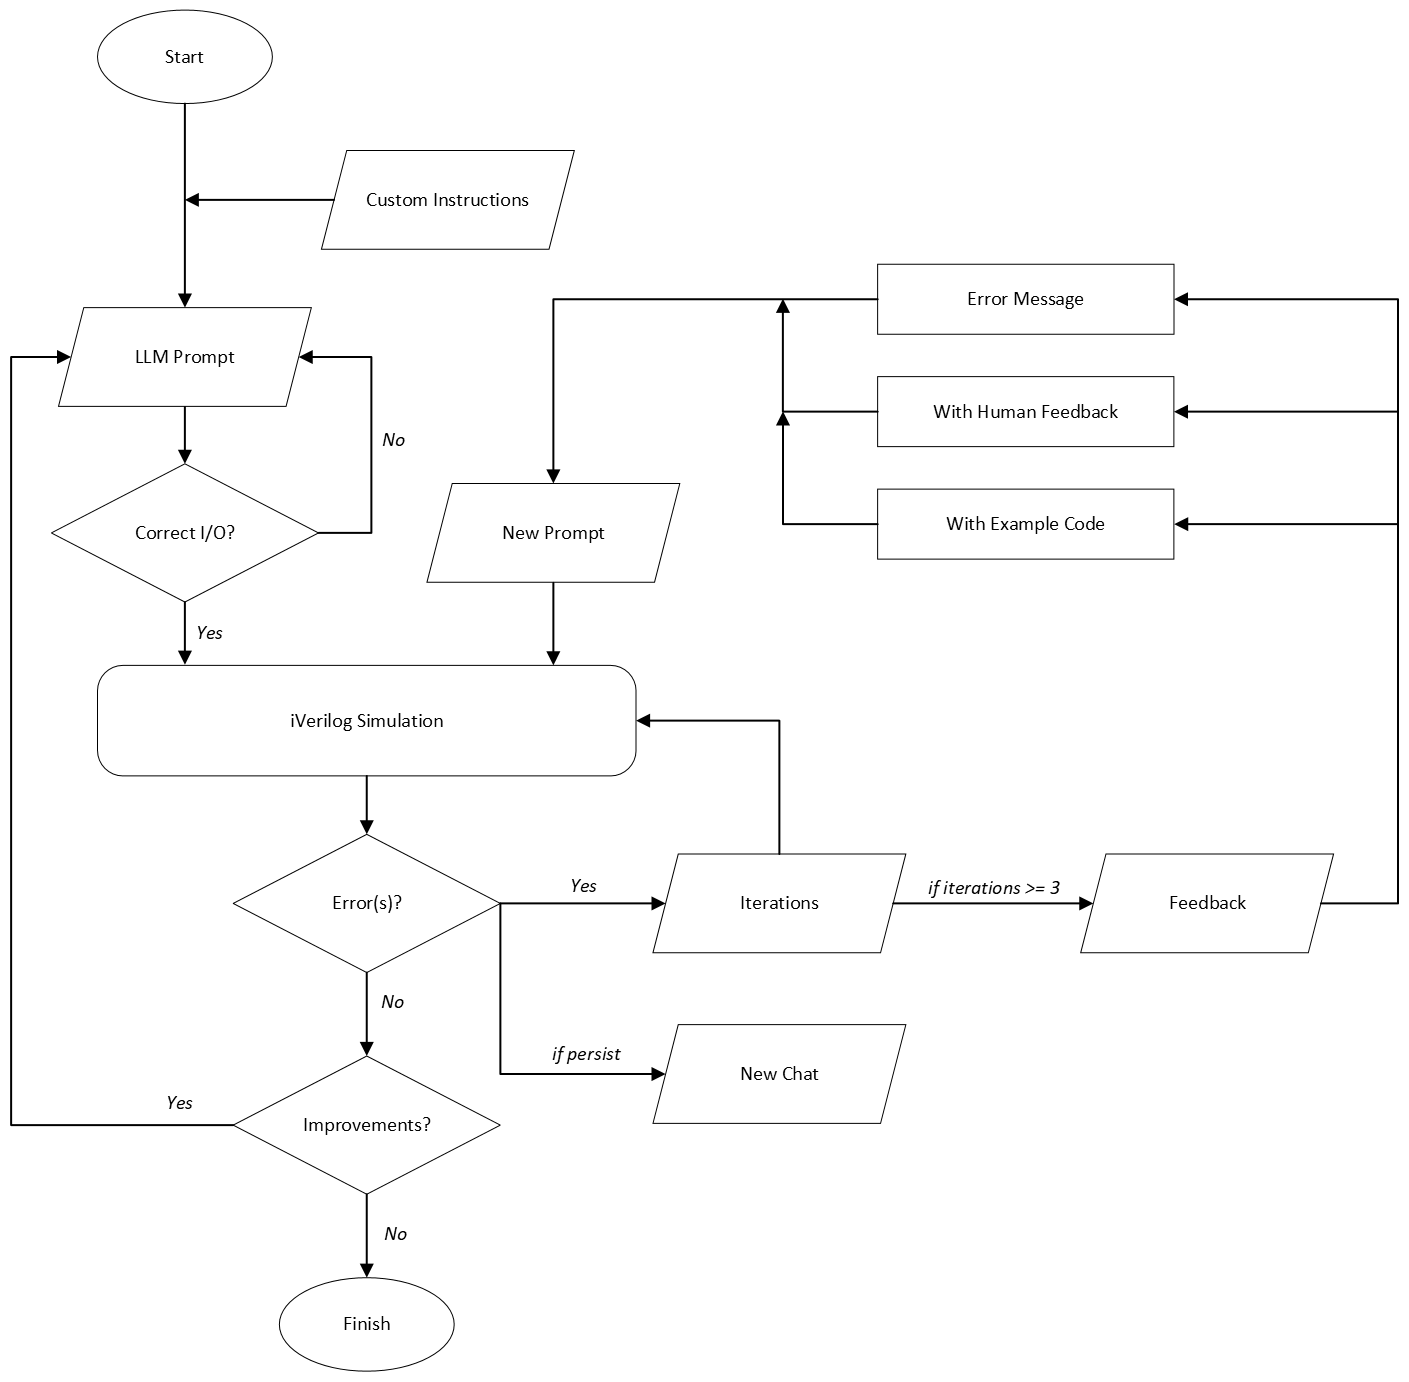 Start
Custom Instructions
Error Message
LLM Prompt
With Human Feedback
No
With Example Code
Correct I/O?
New Prompt
Yes
iVerilog Simulation
Yes
if iterations >= 3
Error(s)?
Iterations
Feedback
No
if persist
New Chat
Yes
Improvements?
No
Finish